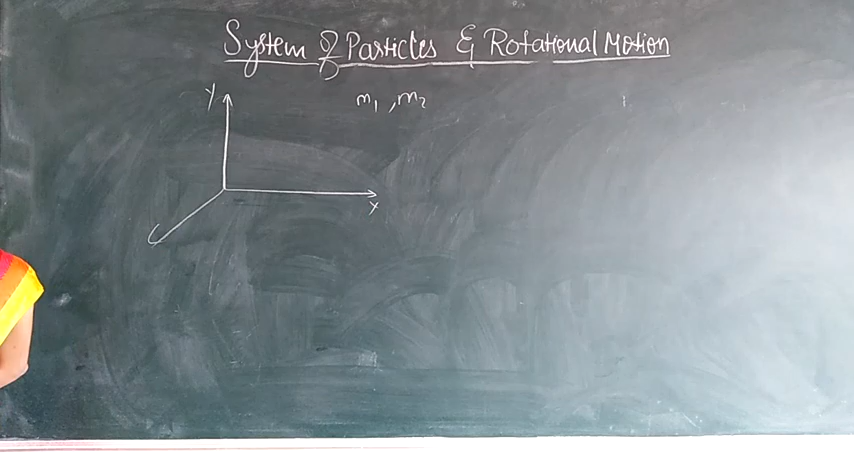 System of Particles & Rotational Motion
Y
m₁, m₂
X